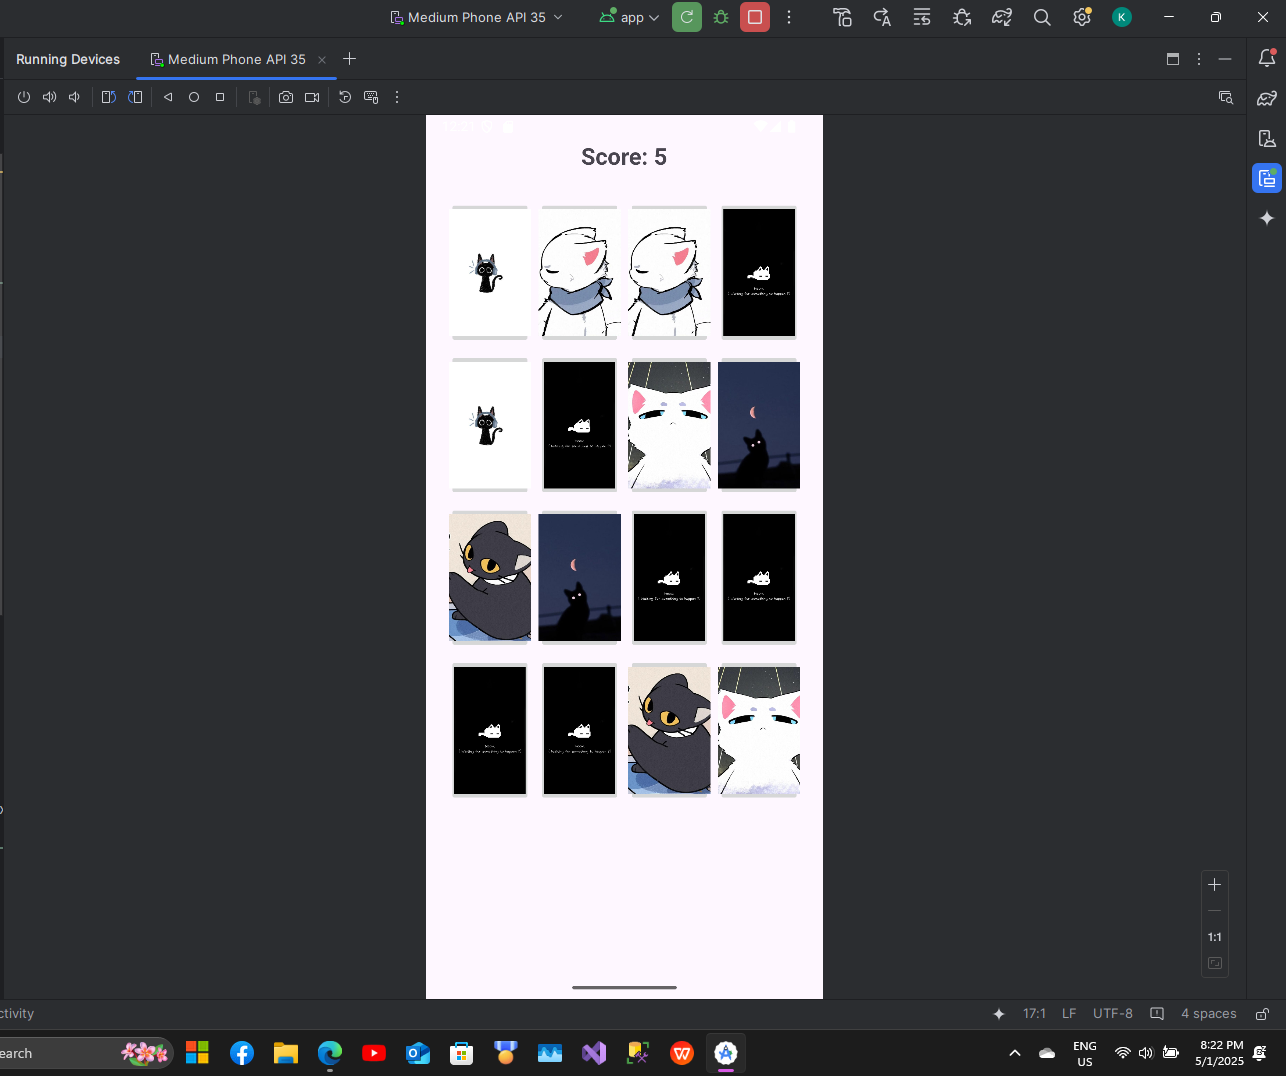 Medium Phone API 35
app
K
Running Devices
Medium Phone API 35
Score: 5
1:1
ctivity
17:1 LF UTF-8 4 spaces
earch
ENG
US
8:22 PM
5/1/2025